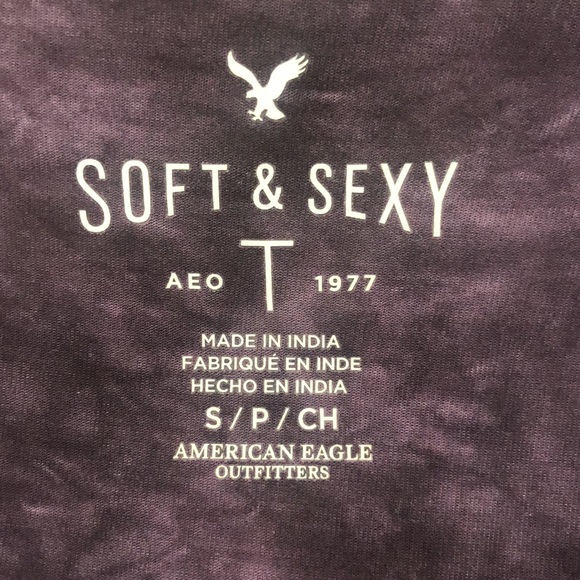 SOFT & SEXY
T
AEO 1977
MADE IN INDIA
FABRIQUÉ EN INDE
HECHO EN INDIA
S / P / CH
AMERICAN EAGLE
OUTFITTERS